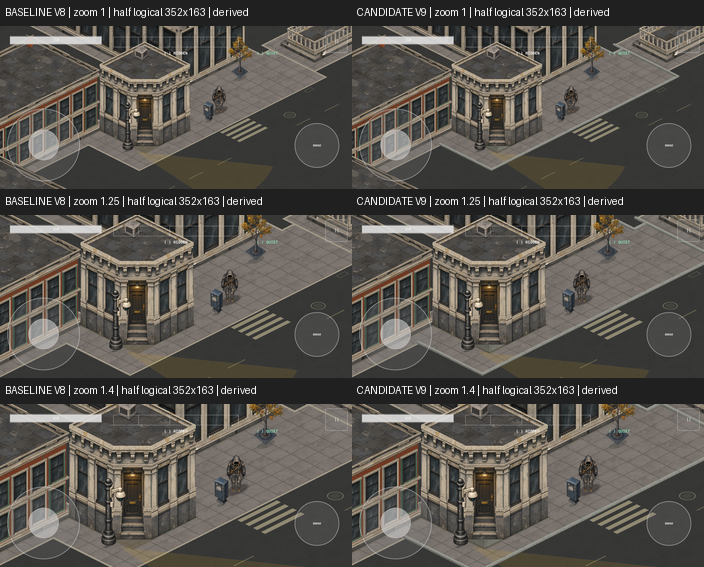 BASELINE V8 | zoom 1 | half logical 352x163 | derived
CANDIDATE V9 | zoom 1 | half logical 352x163 | derived
BASELINE V8 | zoom 1.25 | half logical 352x163 | derived
CANDIDATE V9 | zoom 1.25 | half logical 352x163 | derived
BASELINE V8 | zoom 1.4 | half logical 352x163 | derived
CANDIDATE V9 | zoom 1.4 | half logical 352x163 | derived